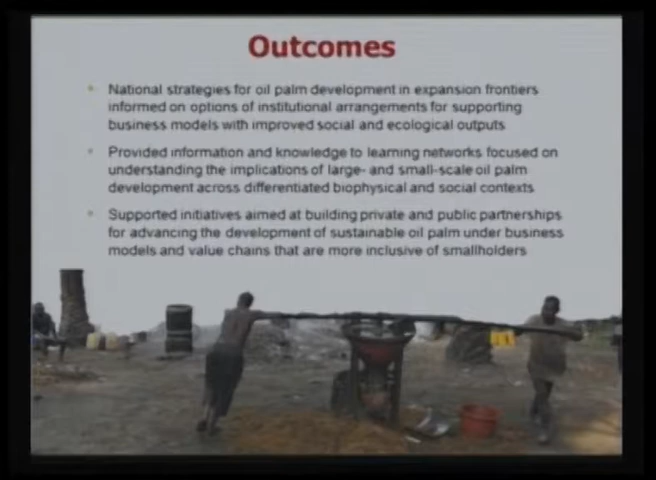 Outcomes
National strategies for oil palm development in expansion frontiers
informed on options of institutional arrangements for supporting
business models with improved social and ecological outputs
Provided information and knowledge to learning networks focused on
understanding the implications of large- and small-scale oil palm
development across differentiated biophysical and social contexts
Supported initiatives aimed at building private and public partnerships
for advancing the development of sustainable oil palm under business
models and value chains that are more inclusive of smallholders